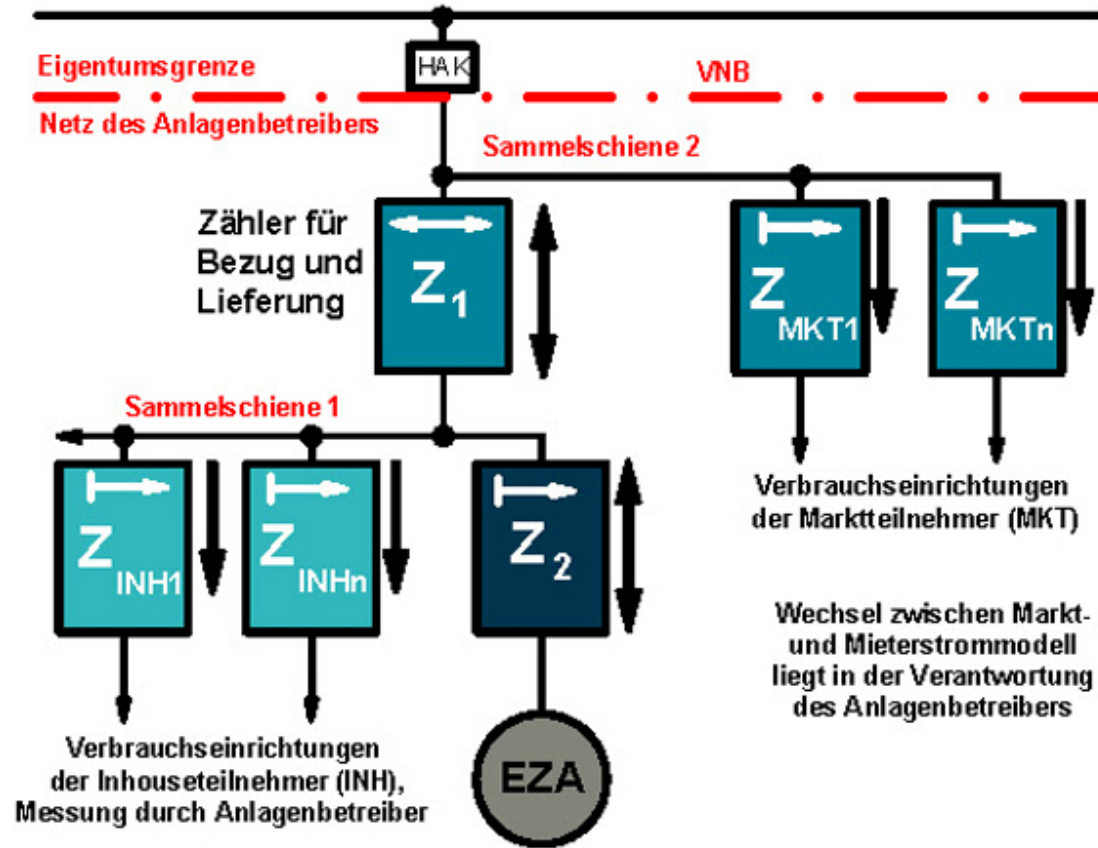 HAK
Eigentumsgrenze
VNB
Netz des Anlagenbetreibers
Sammelschiene 2
Zähler für
Bezug und
Lieferung
Z1
Z MKT1
Z MKTn
Sammelschiene 1
Z INH1
Z INHn
Z2
Verbrauchseinrichtungen
der Marktteilnehmer (MKT)
Wechsel zwischen Markt-
und Mieterstrommodell
liegt in der Verantwortung
des Anlagenbetreibers
Verbrauchseinrichtungen
der Inhouseteilnehmer (INH),
Messung durch Anlagenbetreiber
EZA